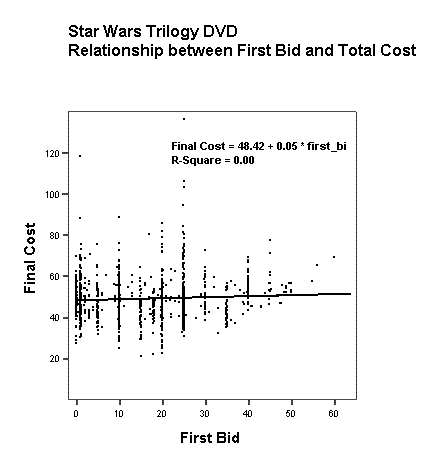 Star Wars Trilogy DVD
Relationship between First Bid and Total Cost
Final Cost = 48.42 + 0.05 * first_bi
R-Square = 0.00
120
100
80
60
40
20
Final Cost
0 10 20 30 40 50 60
First Bid